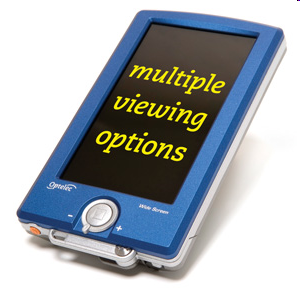 multiple
viewing
options
Optelec
Wide Screen
- +